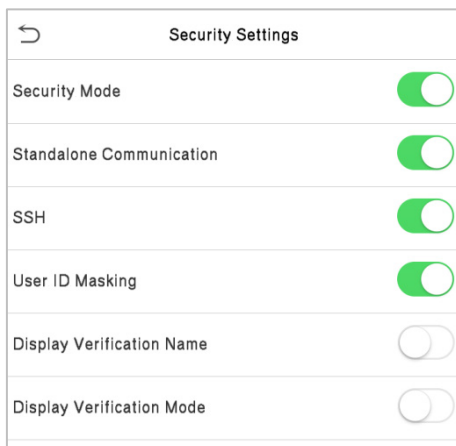 Security Settings
Security Mode
Standalone Communication
SSH
User ID Masking
Display Verification Name
Display Verification Mode